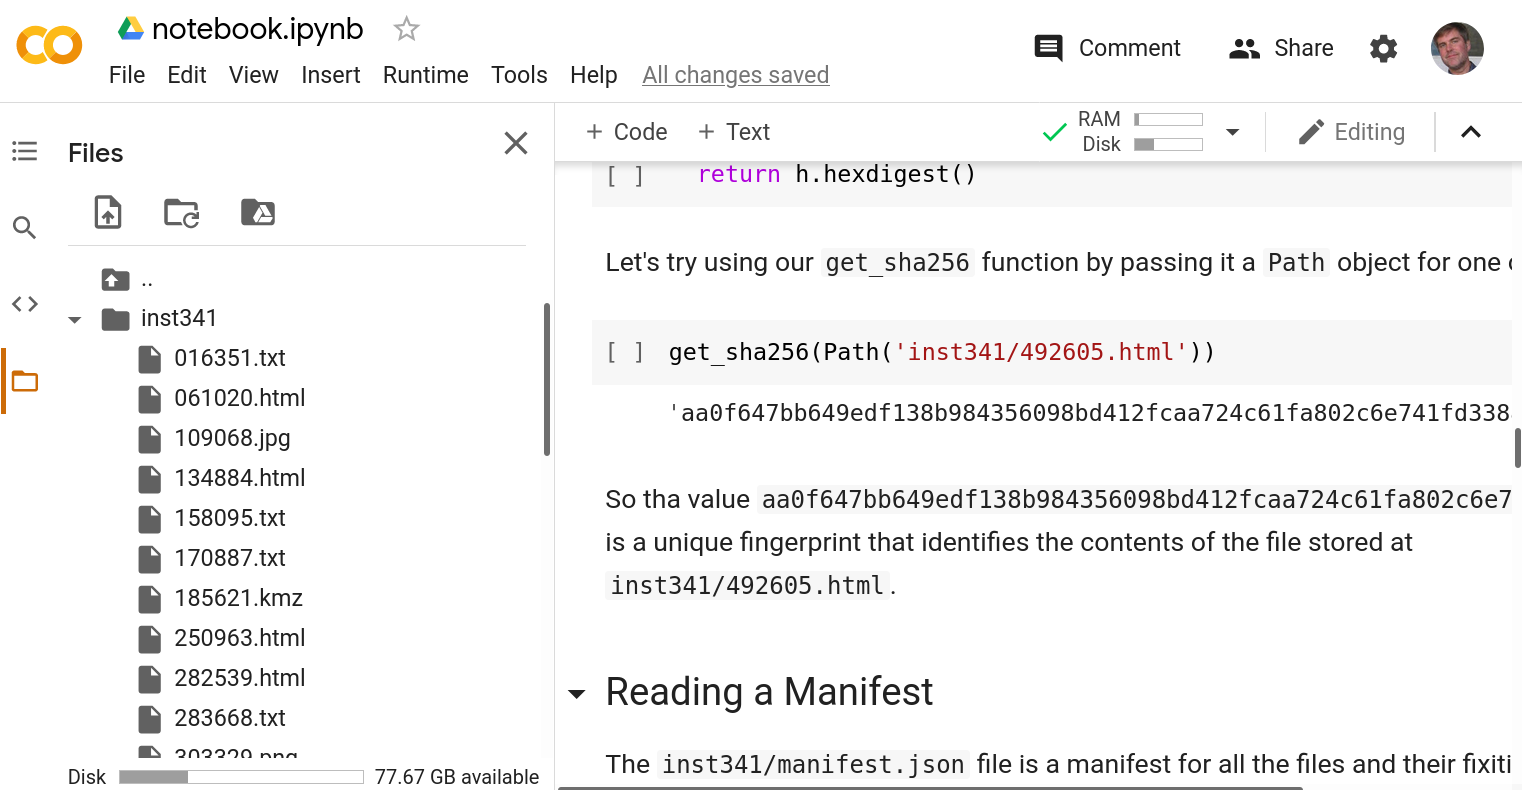 notebook.ipynb
File Edit View Insert Runtime Tools Help All changes saved
Comment Share
Files
+ Code + Text
RAM
Disk
Editing
..
inst341
016351.txt
061020.html
109068.jpg
134884.html
158095.txt
170887.txt
185621.kmz
250963.html
282539.html
283668.txt
303329.png
Disk 77.67 GB available
[ ] return h.hexdigest()
Let's try using our get_sha256 function by passing it a Path object for one
[ ] get_sha256(Path('inst341/492605.html'))
'aa0f647bb649edf138b984356098bd412fcaa724c61fa802c6e741fd338
So tha value aa0f647bb649edf138b984356098bd412fcaa724c61fa802c6e7
is a unique fingerprint that identifies the contents of the file stored at
inst341/492605.html.
Reading a Manifest
The inst341/manifest.json file is a manifest for all the files and their fixiti